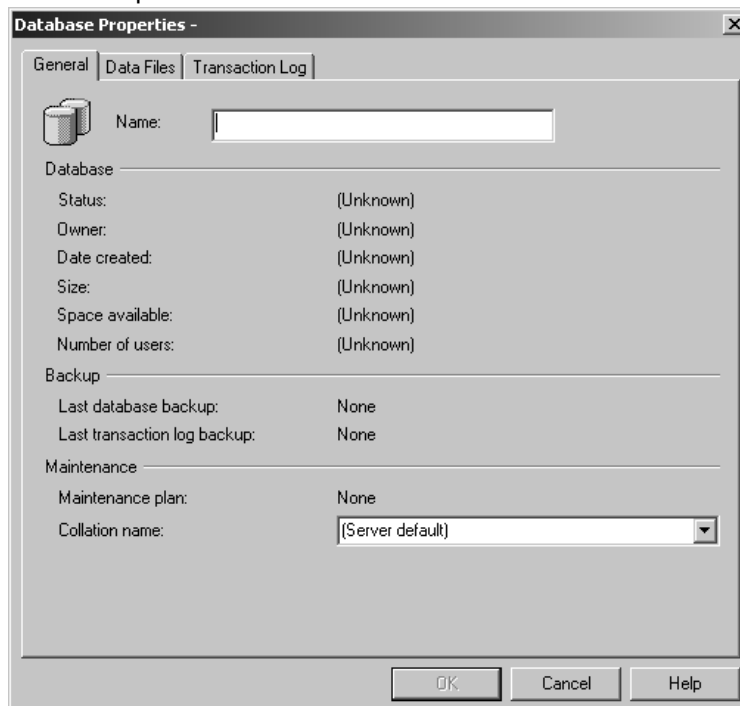 Database Properties -
General Data Files Transaction Log
Name:
Database
Status: (Unknown)
Owner: (Unknown)
Date created: (Unknown)
Size: (Unknown)
Space available: (Unknown)
Number of users: (Unknown)
Backup
Last database backup: None
Last transaction log backup: None
Maintenance
Maintenance plan: None
Collation name: (Server default)
OK Cancel Help